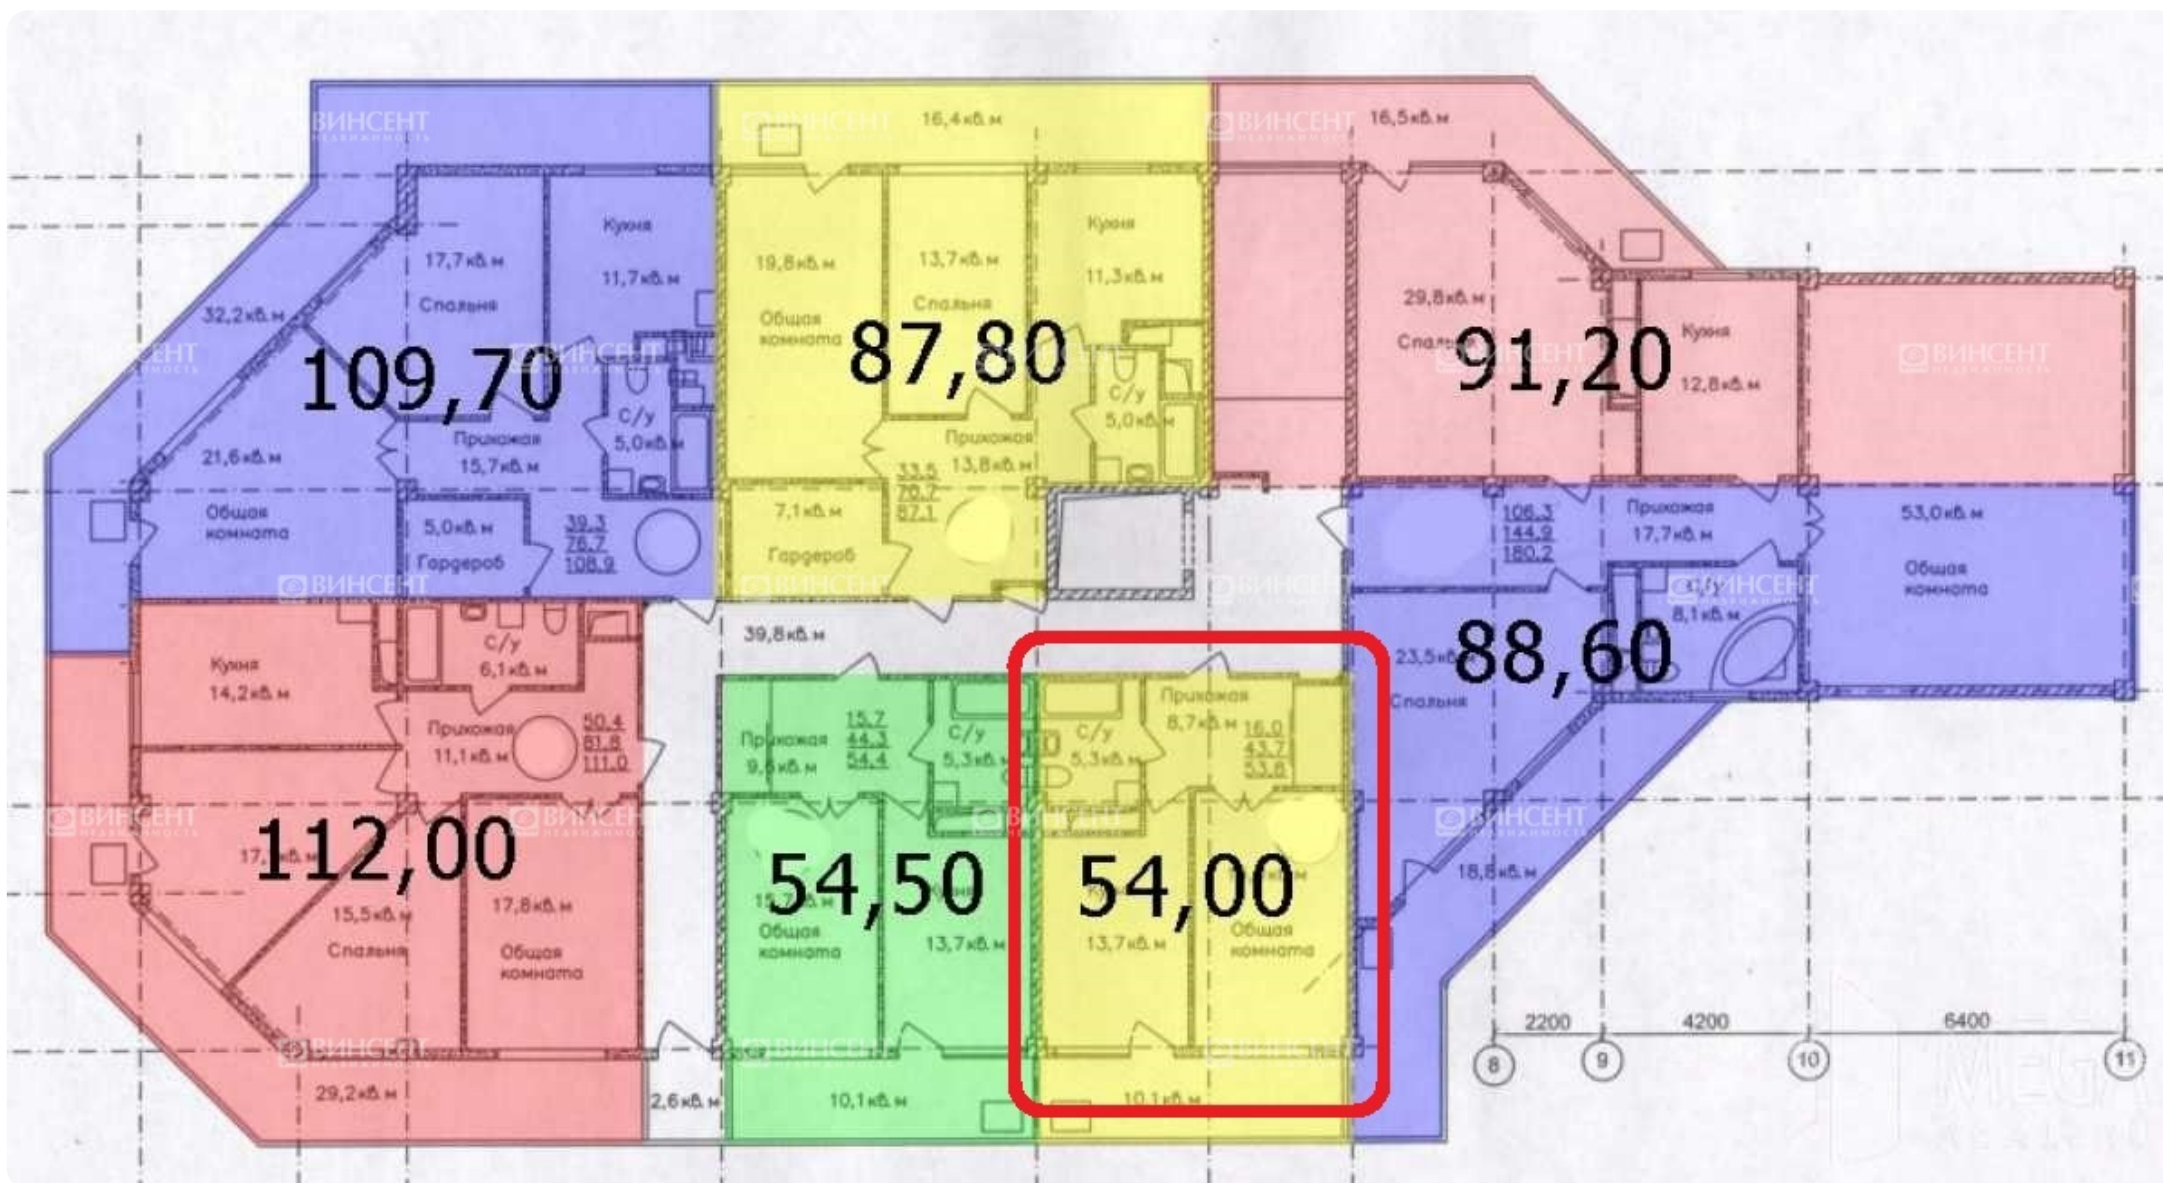 ВИНСЕНТ
НЕДВИЖИМОСТЬ
16,4кв.м
16,5кв.м
Кухня
11,7кв.м
17,7кв.м
Спальня
32,2кв.м
109,70
21,6кв.м
Общая
комната
Прихожая
15,7кв.м
С/у
5,0кв.м
5,0кв.м
Гардероб
39.3
76.7
108.9
19,8кв.м
Общая
комната
13,7кв.м
Спальня
Кухня
11,3кв.м
87,80
С/у
5,0кв.м
Прихожая
13,8кв.м
33.5
70.7
87.1
7,1кв.м
Гардероб
29,8кв.м
Спальня
91,20
Кухня
12,8кв.м
106.3
144.9
180.2
Прихожая
17,7кв.м
53,0кв.м
Общая
комната
С/у
8,1кв.м
88,60
23,5кв
Спальня
18,8кв.м
39,8кв.м
Кухня
14,2кв.м
С/у
6,1кв.м
Прихожая
11,1кв.м
50.4
81.8
111.0
112,00
15,5кв.м
Спальня
17,8кв.м
Общая
комната
29,2кв.м
2,6кв.м
Прихожая
15.7
44.3
54.4
С/у
5,3кв.м
54,50
Общая
комната
13,7кв.м
10,1кв.м
Прихожая
8,7кв.м
С/у
5,3кв.м
16.0
43.7
53.8
54,00
13,7кв.м
Общая
комната
10,1кв.м
2200
4200
6400
8
9
10
11